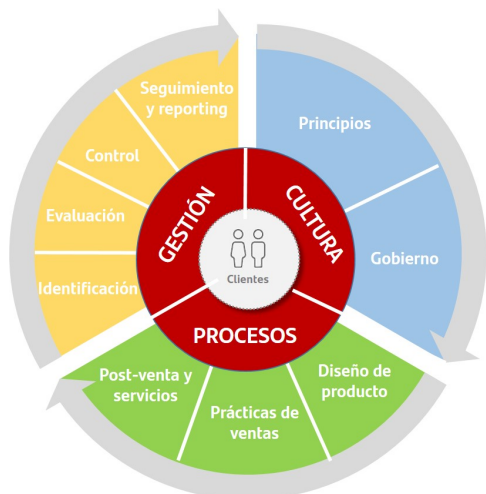 Seguimiento
y reporting
Control
Evaluación
Identificación
Principios
Gobierno
GESTIÓN
CULTURA
Clientes
PROCESOS
Post-venta y
servicios
Prácticas de
ventas
Diseño de
producto